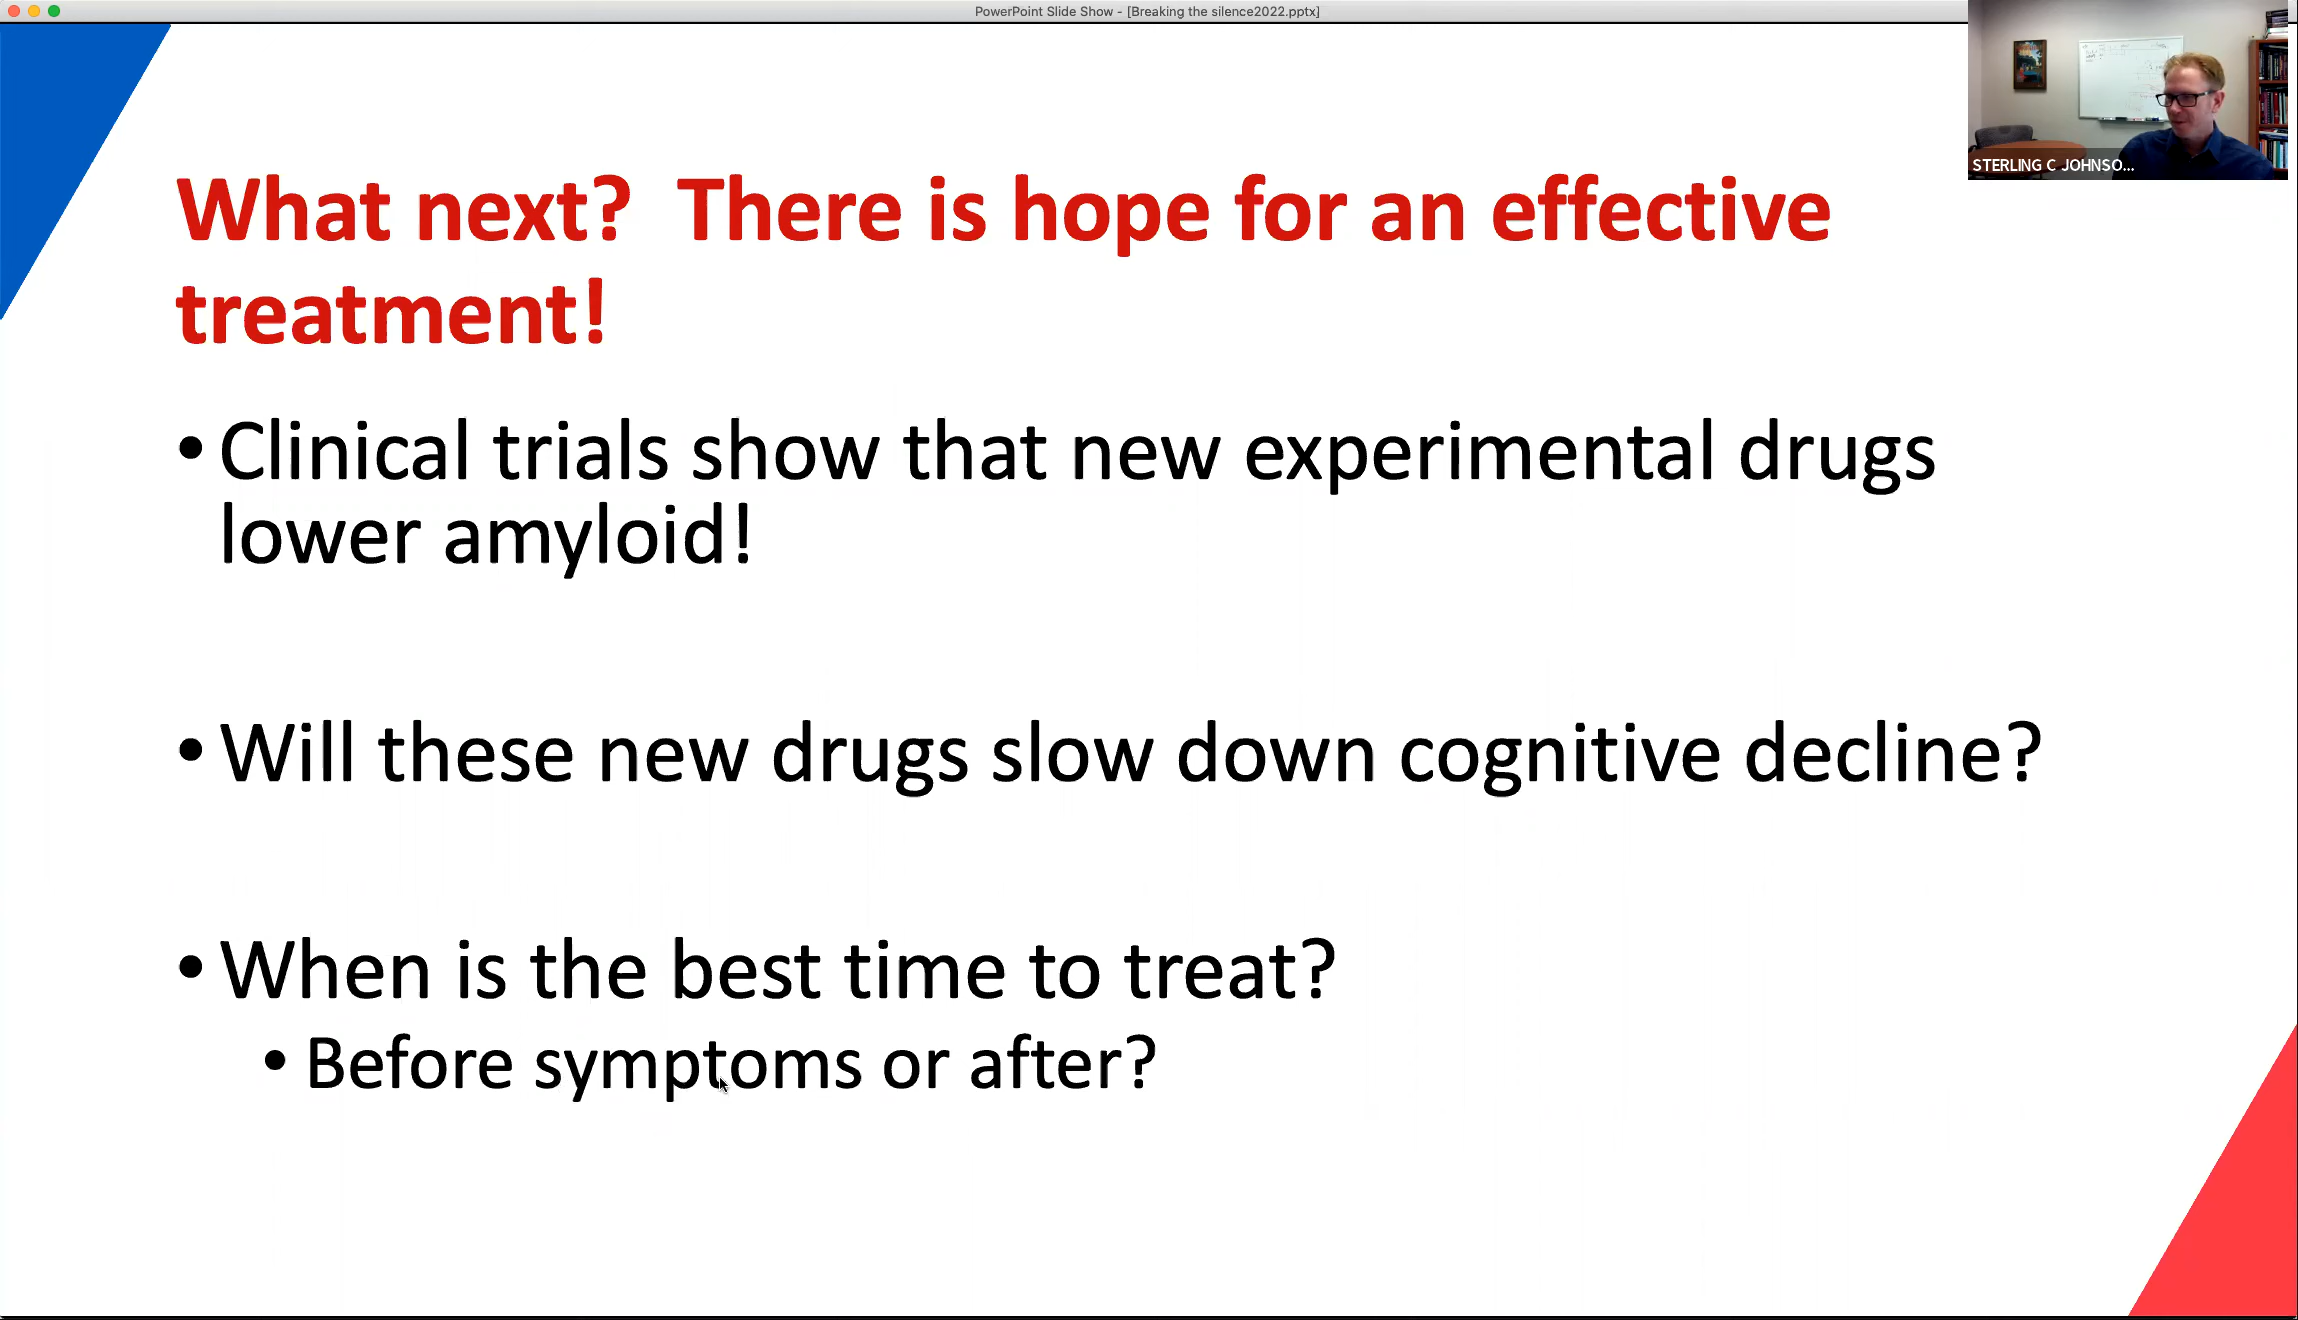 PowerPoint Slide Show - [Breaking the silence2022.pptx]
STERLING C JOHNSO...
What next?  There is hope for an effective
treatment!
• Clinical trials show that new experimental drugs
lower amyloid!
• Will these new drugs slow down cognitive decline?
• When is the best time to treat?
• Before symptoms or after?